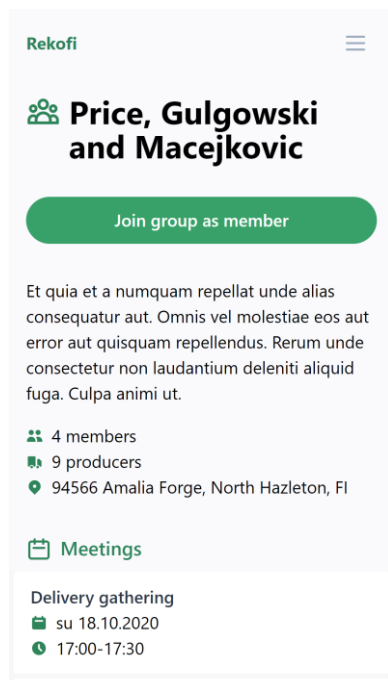 Rekofi
Price, Gulgowski
and Macejkovic
Join group as member
Et quia et a numquam repellat unde alias
consequatur aut. Omnis vel molestiae eos aut
error aut quisquam repellendus. Rerum unde
consectetur non laudantium deleniti aliquid
fuga. Culpa animi ut.
4 members
9 producers
94566 Amalia Forge, North Hazleton, FI
Meetings
Delivery gathering
su 18.10.2020
17:00-17:30